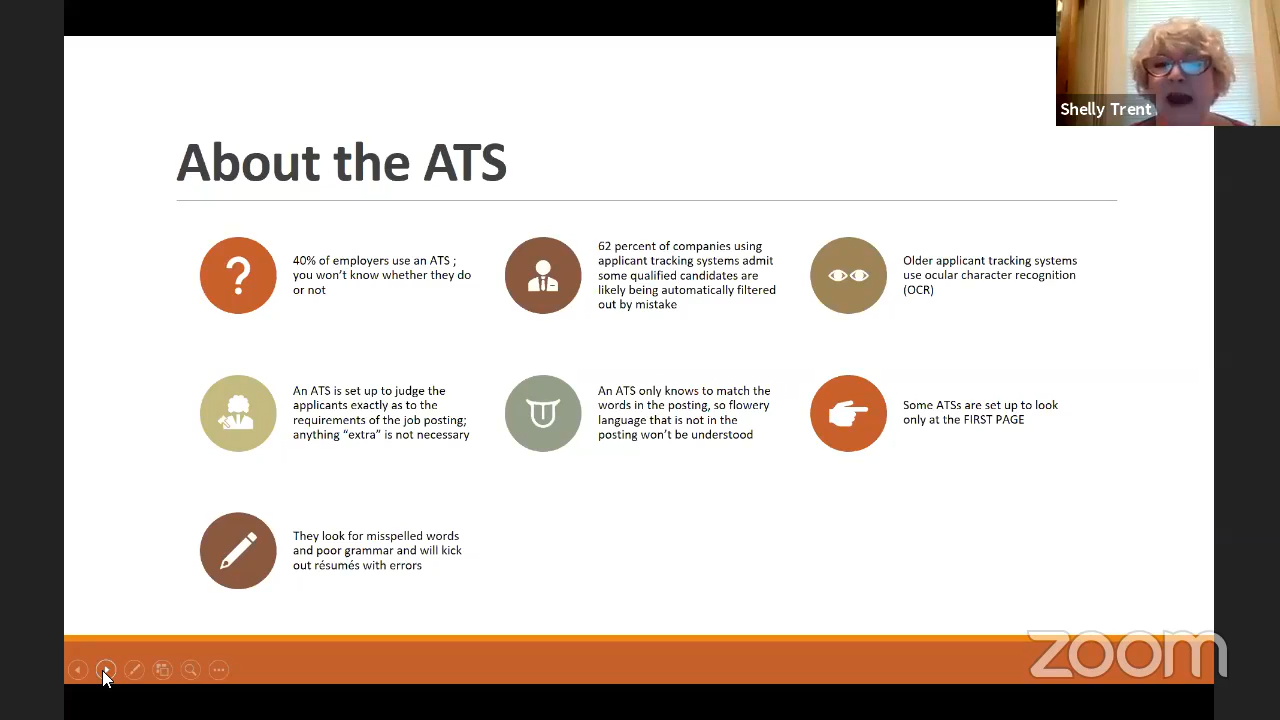 Shelly Trent
About the ATS
40% of employers use an ATS ;
you won't know whether they do
or not
62 percent of companies using
applicant tracking systems admit
some qualified candidates are
likely being automatically filtered
out by mistake
Older applicant tracking systems
use ocular character recognition
(OCR)
An ATS is set up to judge the
applicants exactly as to the
requirements of the job posting;
anything “extra” is not necessary
An ATS only knows to match the
words in the posting, so flowery
language that is not in the
posting won't be understood
Some ATSs are set up to look
only at the FIRST PAGE
They look for misspelled words
and poor grammar and will kick
out résumés with errors
zoom